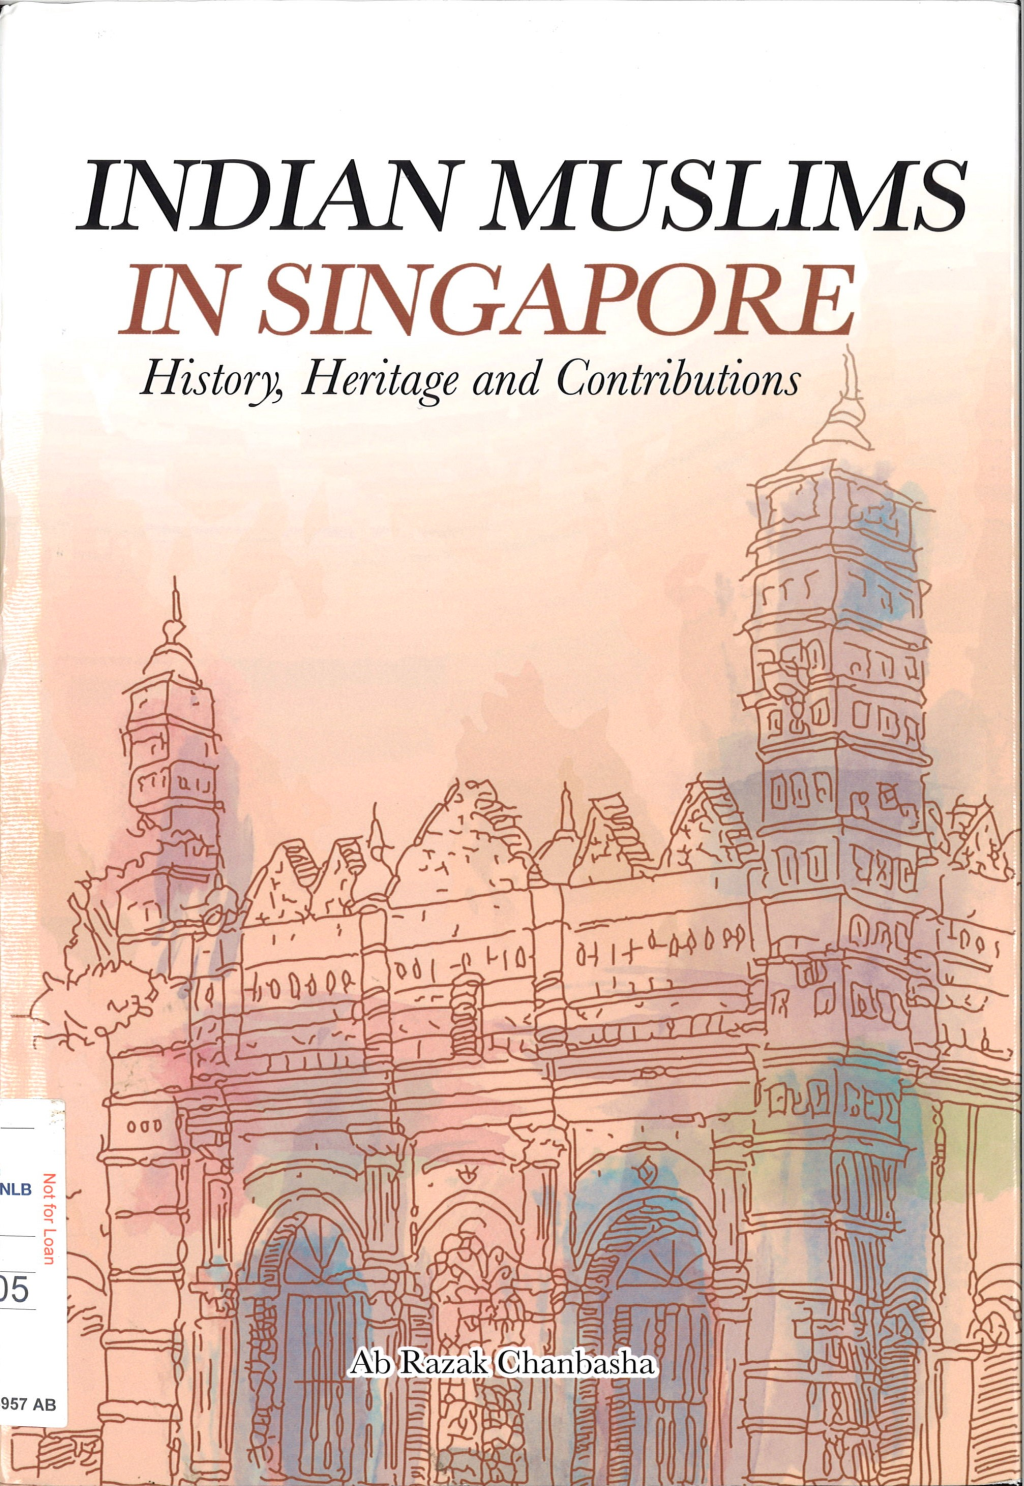 INDIAN MUSLIMS
IN SINGAPORE
History, Heritage and Contributions
NLB
Not for Loan
05
957 AB
Ab Razak Chanbasha